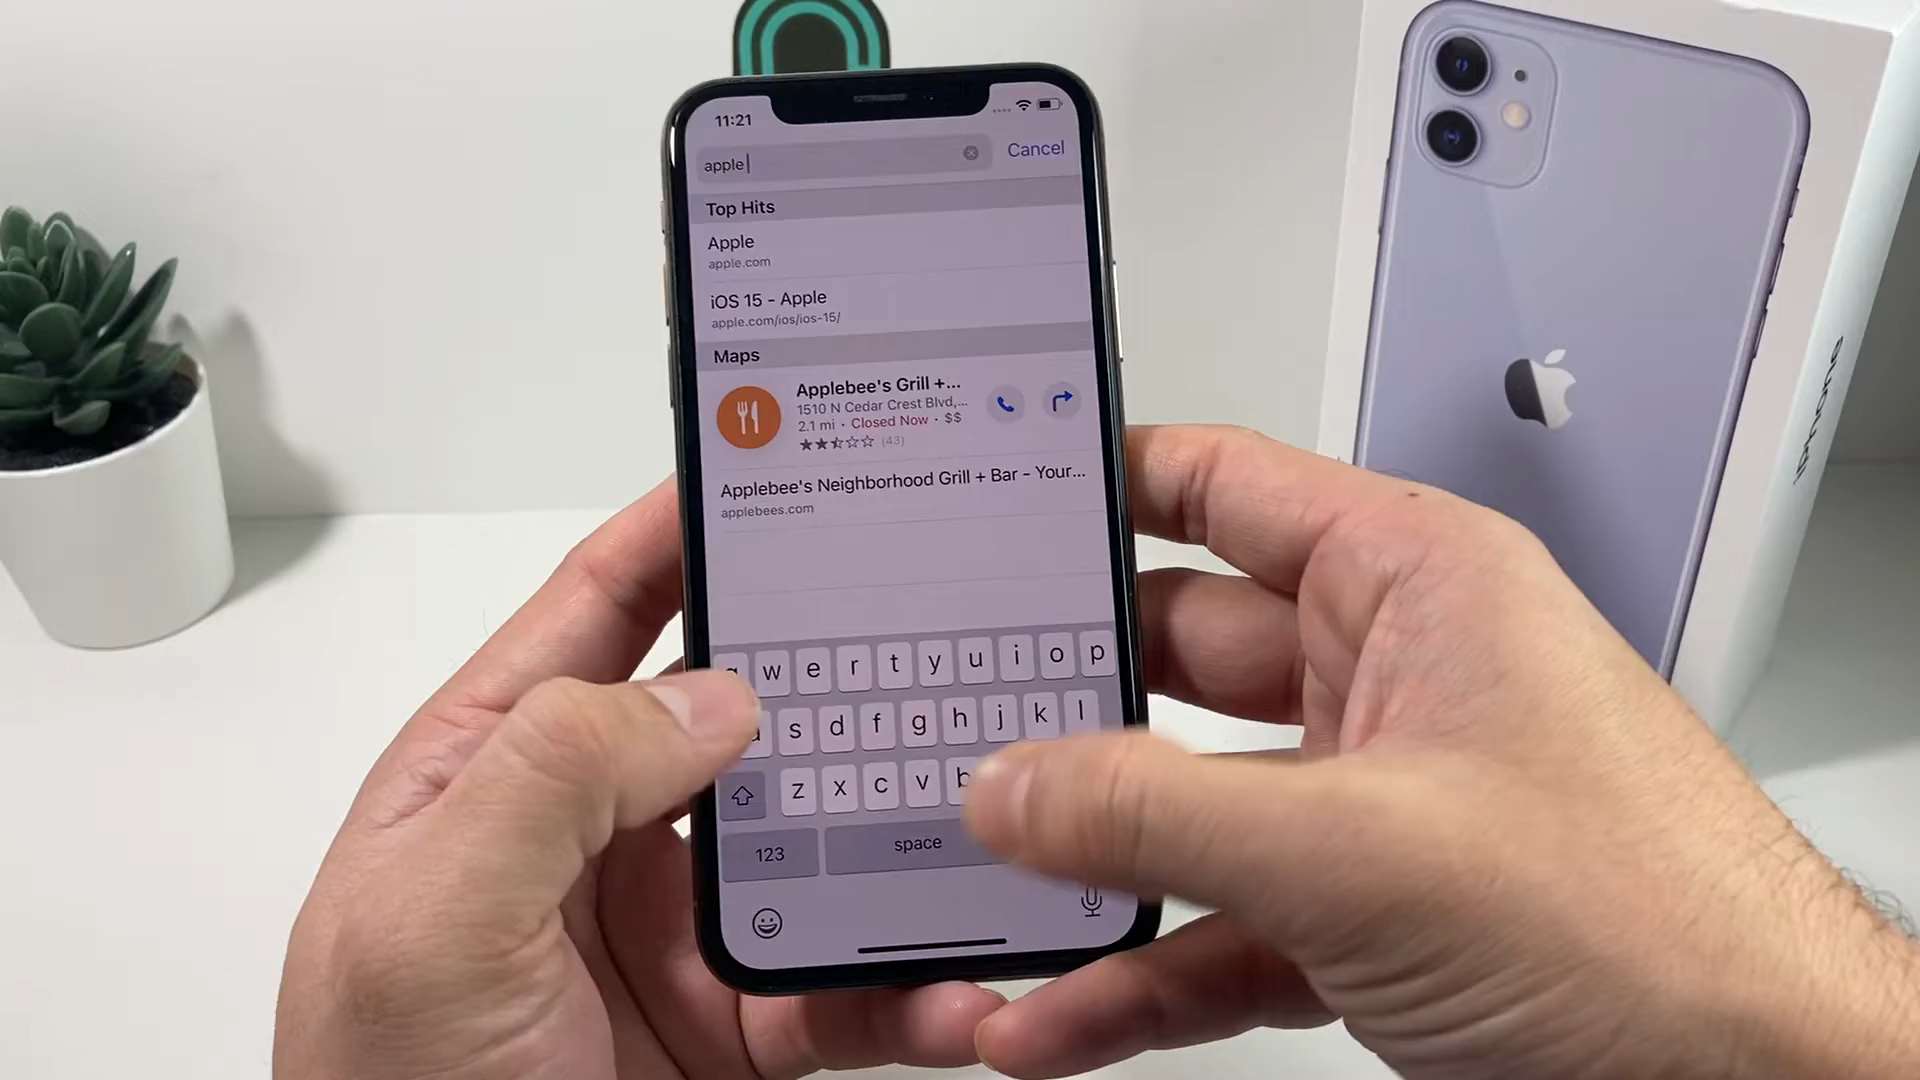 11:21
apple
Cancel
Top Hits
Apple
apple.com
iOS 15 - Apple
apple.com/ios/ios-15/
Maps
Applebee's Grill +...
1510 N Cedar Crest Blvd,...
2.1 mi · Closed Now · $$
(43)
Applebee's Neighborhood Grill + Bar - Your...
applebees.com
w e r t y u i o p
a s d f g h j k l
z x c v b
123 space
iPhone